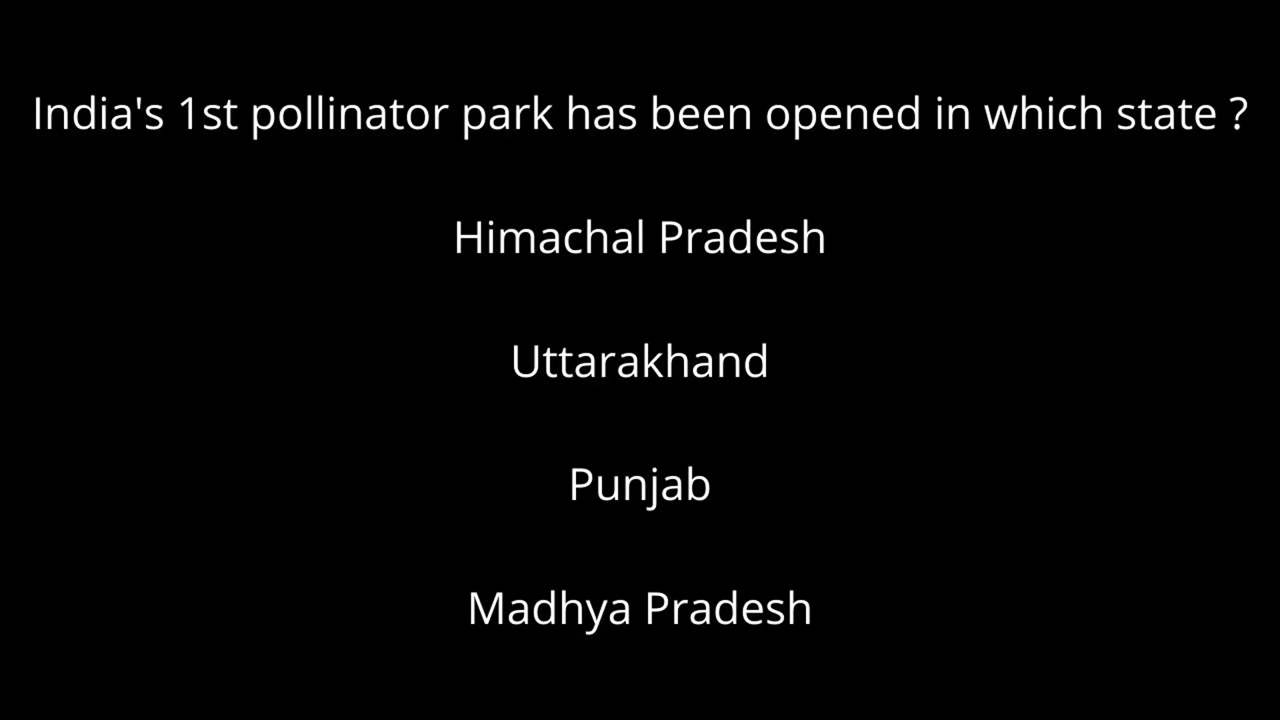 India's 1st pollinator park has been opened in which state ?
Himachal Pradesh
Uttarakhand
Punjab
Madhya Pradesh